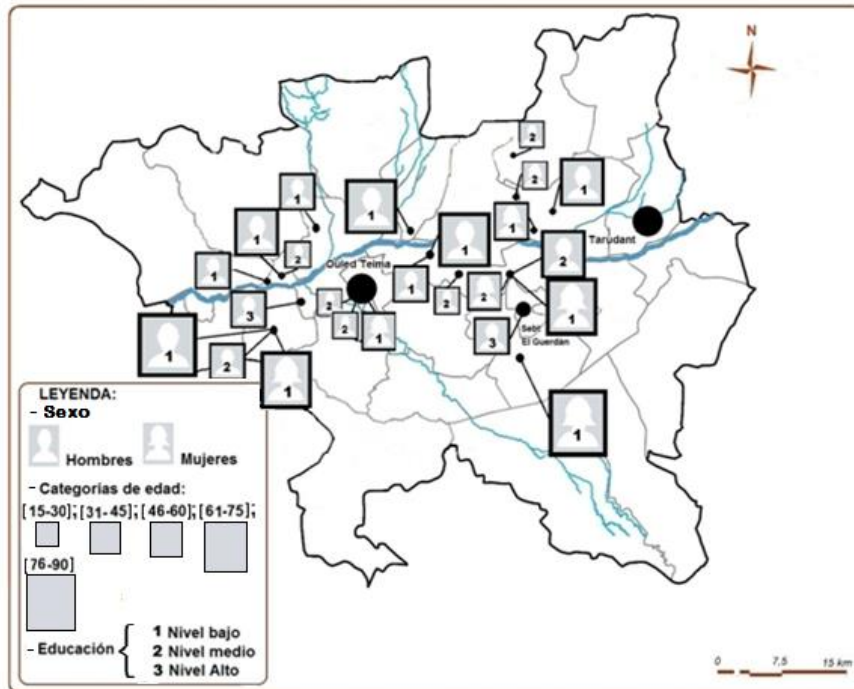 N
2
2
1
1
1
1
1
Tarudant
1
1
2
2
Ouled Teima
1
1
2
2
3
2
1
2
1
3
Sebt
El Guerdan
1
2
1
1
LEYENDA:
- Sexo
Hombres Mujeres
- Categorías de edad:
[15-30]; [31-45]; [46-60]; [61-75];
[76-90]
- Educación
1 Nivel bajo
2 Nivel medio
3 Nivel Alto
0 7,5 15 km